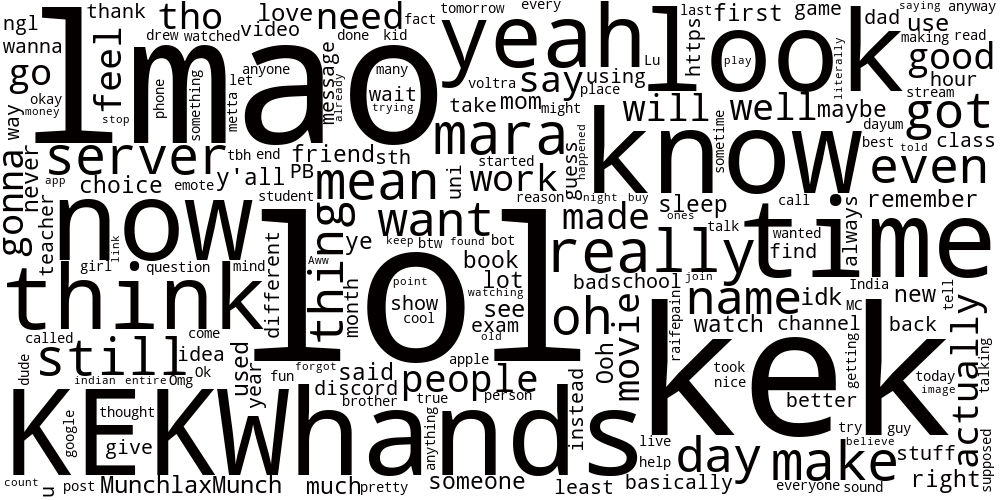 ngl
wanna
go
okay
money
way
lmao
feel
stop
thank
drew
watched
tho
phone
something
metta
let
video
anyone
love
need
done
kid
fact
message
already
many
wait
trying
tomorrow
every
yeah
voltra
say
using
place
take
mom
might
Lu
https
last
first
game
look
play
literally
dad
saying
anyway
use
making
read
good
hour
stream
got
will
well
maybe
dayum
best
told
class
server
tbh
end
friend
sth
mara
started
guess
happened
know
sometime
even
gonna
never
app
choice
emote
y'all
PB
mean
uni
work
reason
night
buy
sleep
call
remember
student
teacher
now
link
girl
question
mind
different
thing
Aww
ye
month
want
keep
btw
found
bot
book
lot
made
really
ones
talk
wanted
find
time
always
think
lol
point
show
cool
watching
see
exam
old
bad
school
oh
join
name
idk
India
MC
new
tell
raifepain
watch
channel
back
called
still
come
idea
Ok
dude
indian
entire
Omg
used
year
fun
forgot
said
discord
brother
true
apple
people
person
Ooh
movie
instead
kek
took
nice
getting
better
today
image
actually
talking
KEKW
google
thought
give
hands
anything
try
guy
believe
live
help
day
make
stuff
supposed
count
u
post
MunchlaxMunch
much
pretty
someone
least
basically
everyone
sound
right